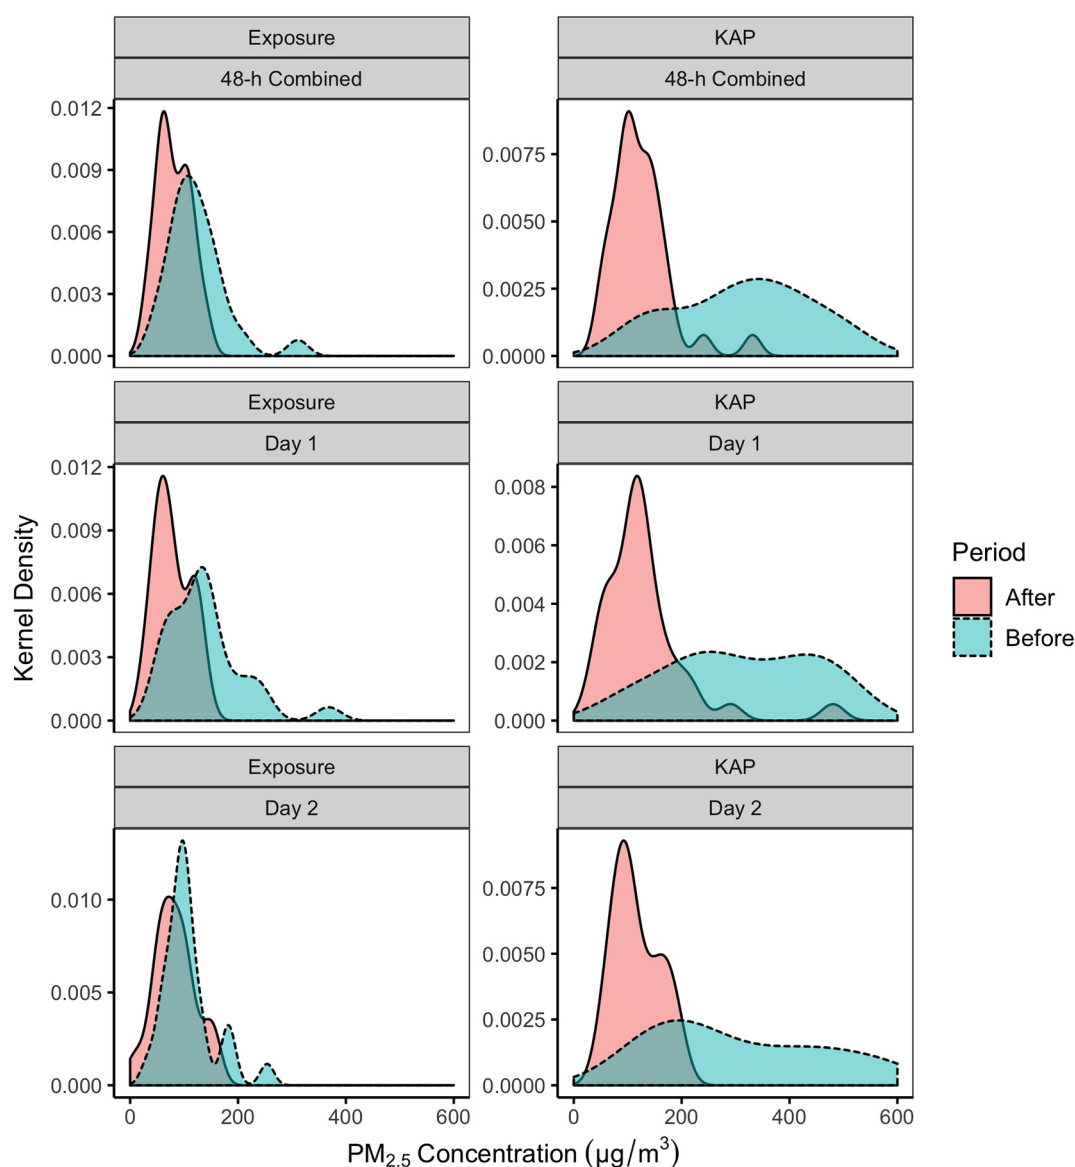 Exposure
KAP
48-h Combined
48-h Combined
0.012
0.009
0.006
0.003
0.000
0.0075
0.0050
0.0025
0.0000
Exposure
KAP
Day 1
Day 1
0.012
0.009
0.006
0.003
0.000
0.008
0.006
0.004
0.002
0.000
Exposure
KAP
Day 2
Day 2
0.010
0.005
0.000
0.0075
0.0050
0.0025
0.0000
0 200 400 600
0 200 400 600
Kernel Density
PM2.5 Concentration (µg/m3)
Period
After
Before